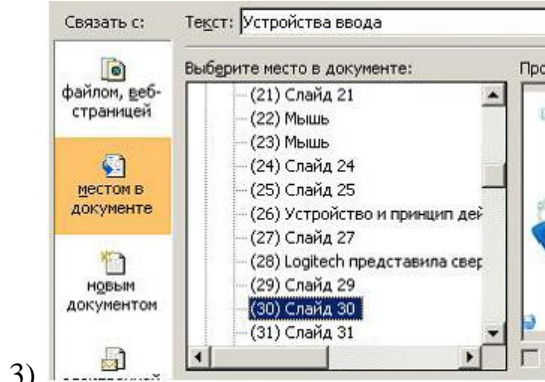 Связать с:
Текст: Устройства ввода
Выберите место в документе:
файлом, веб-
страницей
местом в
документе
новым
документом
(21) Слайд 21
(22) Мышь
(23) Мышь
(24) Слайд 24
(25) Слайд 25
(26) Устройство и принцип дей
(27) Слайд 27
(28) Logitech представила свер
(29) Слайд 29
(30) Слайд 30
(31) Слайд 31
3)